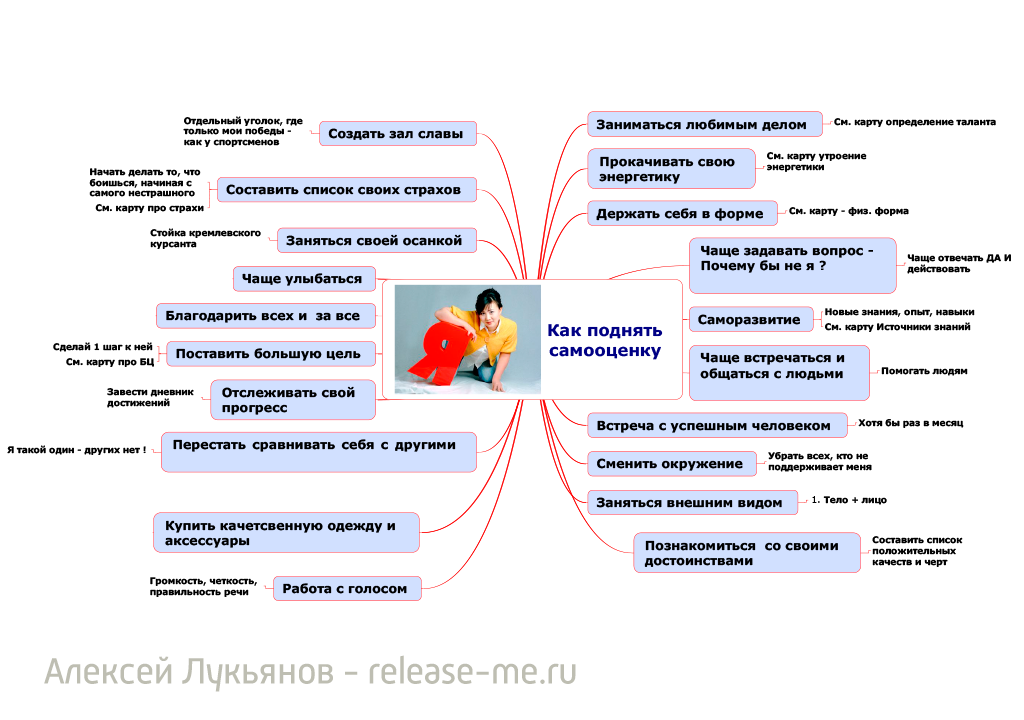 Как поднять
самооценку
Заниматься любимым делом
См. карту определение таланта
Прокачивать свою
энергетику
См. карту утроение
энергетики
Держать себя в форме
См. карту - физ. форма
Чаще задавать вопрос -
Почему бы не я ?
Чаще отвечать ДА И
действовать
Саморазвитие
Новые знания, опыт, навыки
См. карту Источники знаний
Чаще встречаться и
общаться с людьми
Помогать людям
Встреча с успешным человеком
Хотя бы раз в месяц
Сменить окружение
Убрать всех, кто не
поддерживает меня
Заняться внешним видом
1. Тело + лицо
Познакомиться со своими
достоинствами
Составить список
положительных
качеств и черт
Создать зал славы
Отдельный уголок, где
только мои победы -
как у спортсменов
Составить список своих страхов
Начать делать то, что
боишься, начиная с
самого нестрашного
См. карту про страхи
Заняться своей осанкой
Стойка кремлевского
курсанта
Чаще улыбаться
Благодарить всех и за все
Поставить большую цель
Сделай 1 шаг к ней
См. карту про БЦ
Отслеживать свой
прогресс
Завести дневник
достижений
Перестать сравнивать себя с другими
Я такой один - других нет !
Купить качетсвенную одежду и
аксессуары
Работа с голосом
Громкость, четкость,
правильность речи
Алексей Лукьянов - release-me.ru